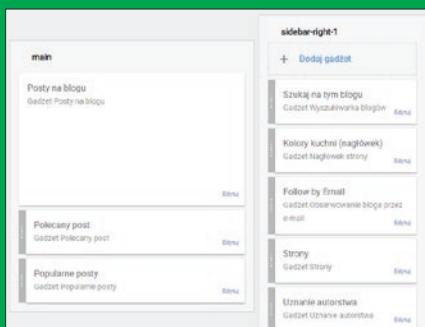 main
Posty na blogu
Gadżet Posty na blogu
Edytuj
Polecany post
Gadżet Polecany post
Edytuj
Popularne posty
Gadżet Popularne posty
Edytuj
sidebar-right-1
+ Dodaj gadżet
Szukaj na tym blogu
Gadżet Wyszukiwarka blogów
Edytuj
Kolory kuchni (nagłówek)
Gadżet Nagłówek strony
Edytuj
Follow by Email
Gadżet Obserwowanie bloga przez
e-mail
Edytuj
Strony
Gadżet Strony
Edytuj
Uznanie autorstwa
Gadżet Uznanie autorstwa
Edytuj